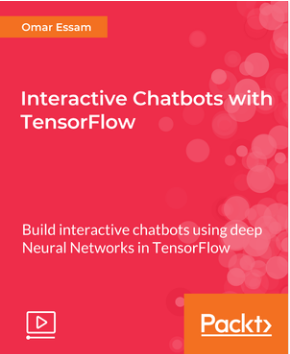 Omar Essam
Interactive Chatbots with
TensorFlow
Build interactive chatbots using deep
Neural Networks in TensorFlow
Packt>